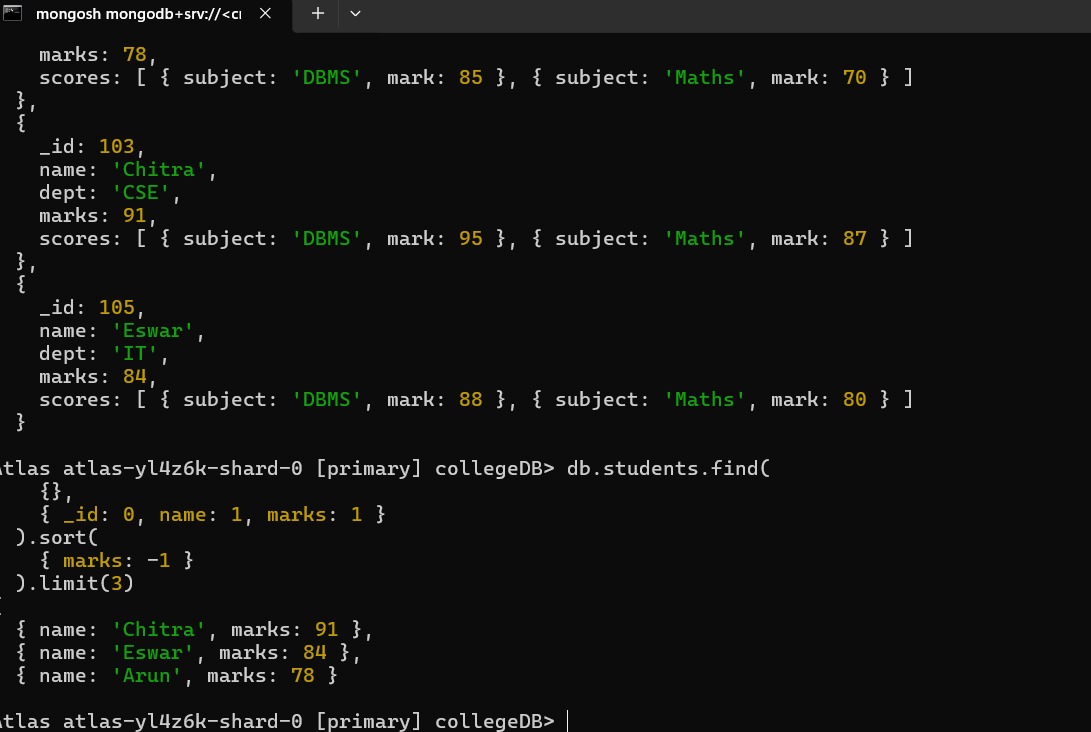 mongosh mongodb+srv://<cr
marks: 78,
scores: [ { subject: 'DBMS', mark: 85 }, { subject: 'Maths', mark: 70 } ]
},
{
_id: 103,
name: 'Chitra',
dept: 'CSE',
marks: 91,
scores: [ { subject: 'DBMS', mark: 95 }, { subject: 'Maths', mark: 87 } ]
},
{
_id: 105,
name: 'Eswar',
dept: 'IT',
marks: 84,
scores: [ { subject: 'DBMS', mark: 88 }, { subject: 'Maths', mark: 80 } ]
}
Atlas atlas-yl4z6k-shard-0 [primary] collegeDB> db.students.find(
{},
{ _id: 0, name: 1, marks: 1 }
).sort(
{ marks: -1 }
).limit(3)
[
{ name: 'Chitra', marks: 91 },
{ name: 'Eswar', marks: 84 },
{ name: 'Arun', marks: 78 }
Atlas atlas-yl4z6k-shard-0 [primary] collegeDB>